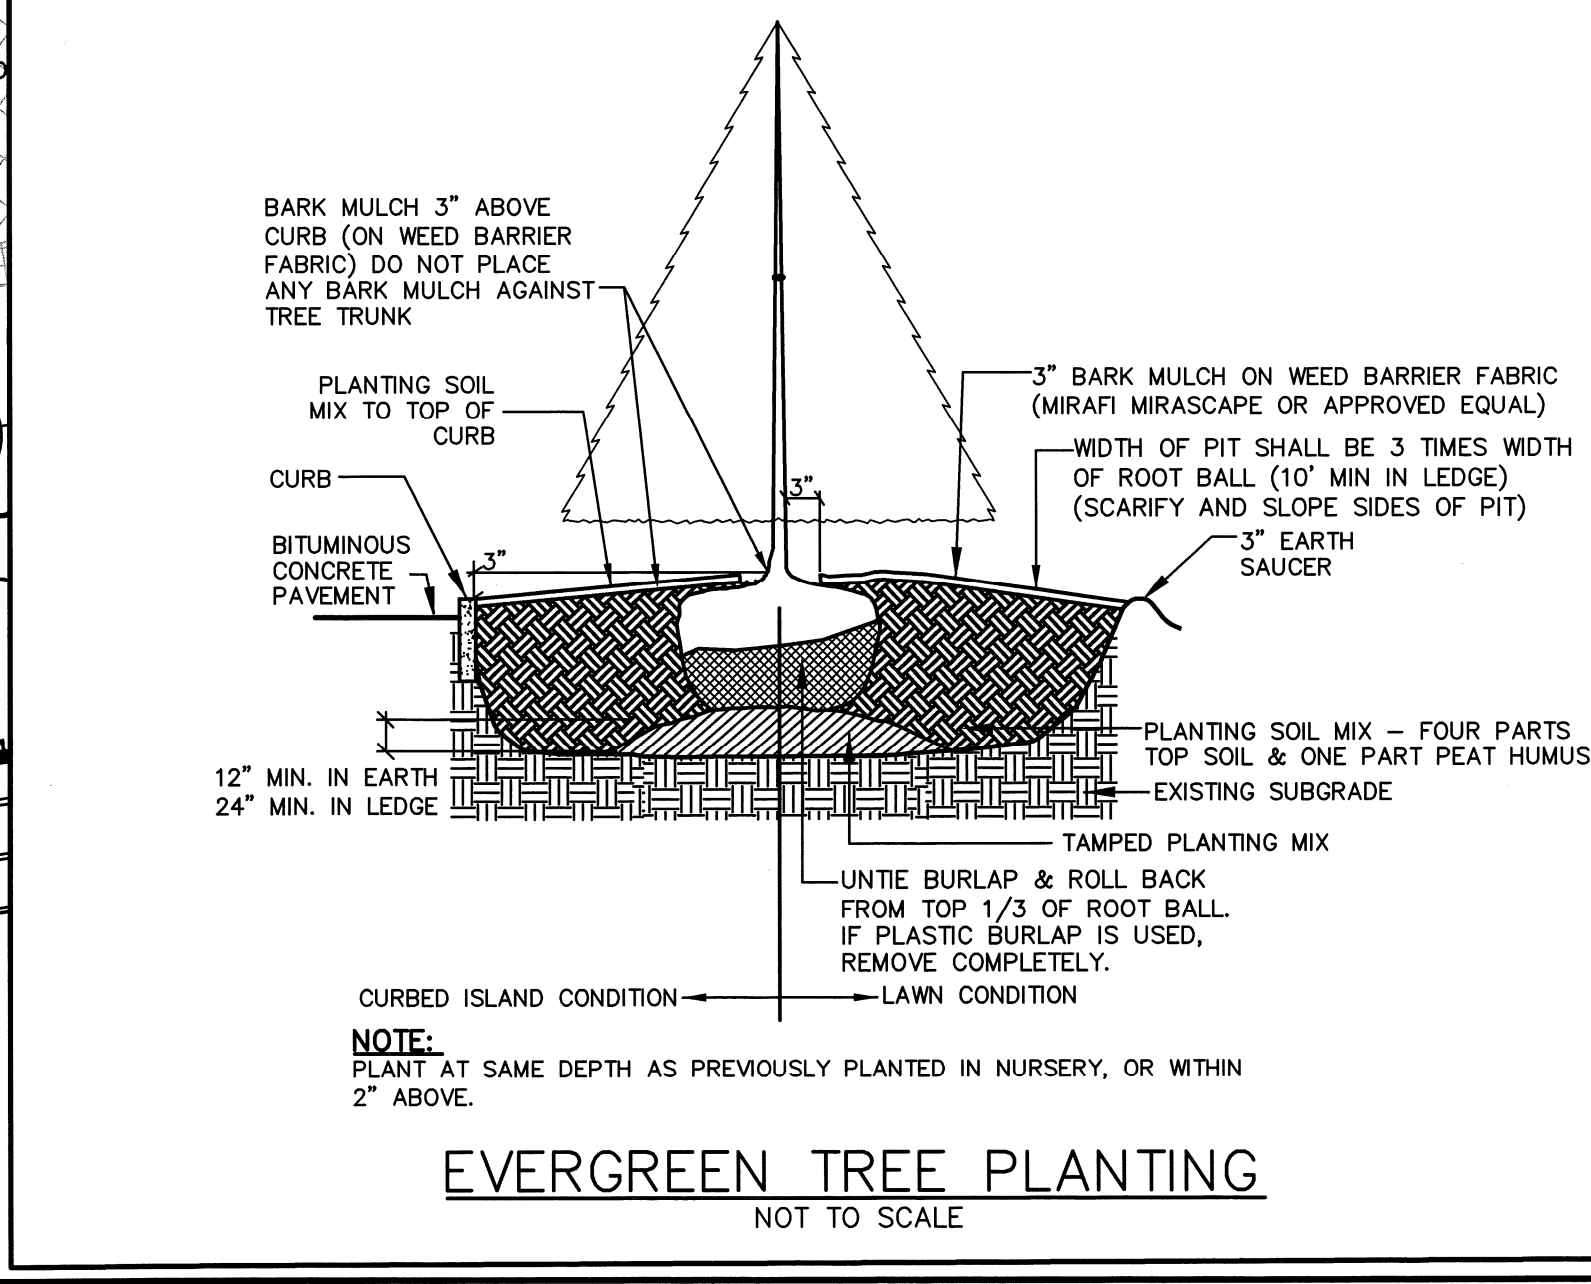 BARK MULCH 3" ABOVE
CURB (ON WEED BARRIER
FABRIC) DO NOT PLACE
ANY BARK MULCH AGAINST
TREE TRUNK
PLANTING SOIL
MIX TO TOP OF
CURB
CURB
BITUMINOUS
CONCRETE
PAVEMENT
3"
3"
3" BARK MULCH ON WEED BARRIER FABRIC
(MIRAFI MIRASCAPE OR APPROVED EQUAL)
WIDTH OF PIT SHALL BE 3 TIMES WIDTH
OF ROOT BALL (10' MIN IN LEDGE)
(SCARIFY AND SLOPE SIDES OF PIT)
3" EARTH
SAUCER
12" MIN. IN EARTH
24" MIN. IN LEDGE
PLANTING SOIL MIX – FOUR PARTS
TOP SOIL & ONE PART PEAT HUMUS
EXISTING SUBGRADE
TAMPED PLANTING MIX
UNTIE BURLAP & ROLL BACK
FROM TOP 1/3 OF ROOT BALL.
IF PLASTIC BURLAP IS USED,
REMOVE COMPLETELY.
CURBED ISLAND CONDITION
LAWN CONDITION
NOTE:
PLANT AT SAME DEPTH AS PREVIOUSLY PLANTED IN NURSERY, OR WITHIN
2" ABOVE.
EVERGREEN TREE PLANTING
NOT TO SCALE